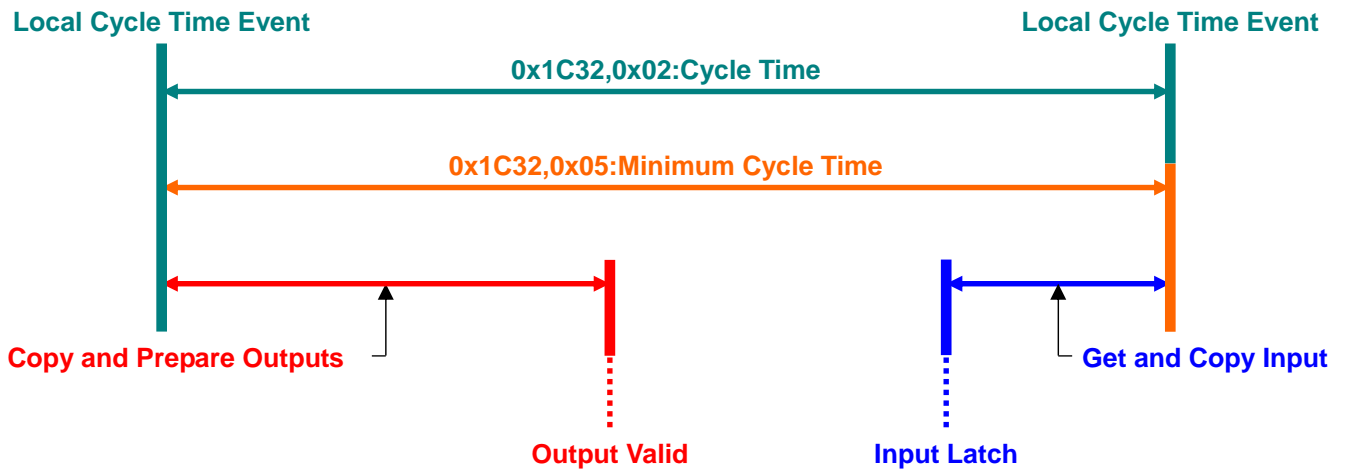 Local Cycle Time Event
Local Cycle Time Event
0x1C32,0x02:Cycle Time
0x1C32,0x05:Minimum Cycle Time
Copy and Prepare Outputs
Get and Copy Input
Output Valid
Input Latch